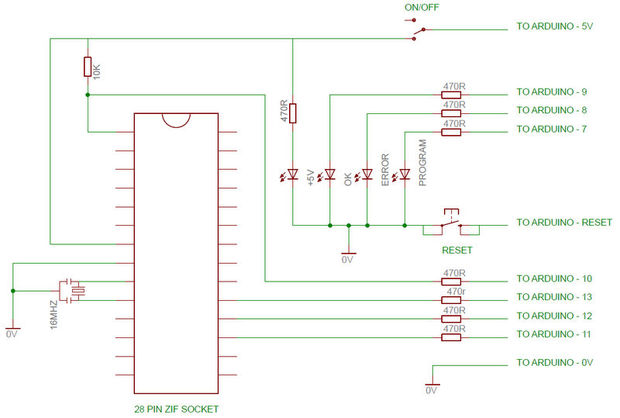 ON/OFF
TO ARDUINO - 5V
10K
470R
470R
TO ARDUINO - 9
470R
TO ARDUINO - 8
470R
TO ARDUINO - 7
+5V
OK
ERROR
PROGRAM
TO ARDUINO - RESET
RESET
0V
470R
TO ARDUINO - 10
470r
TO ARDUINO - 13
470R
TO ARDUINO - 12
470R
TO ARDUINO - 11
16MHZ
0V
TO ARDUINO - 0V
0V
28 PIN ZIF SOCKET